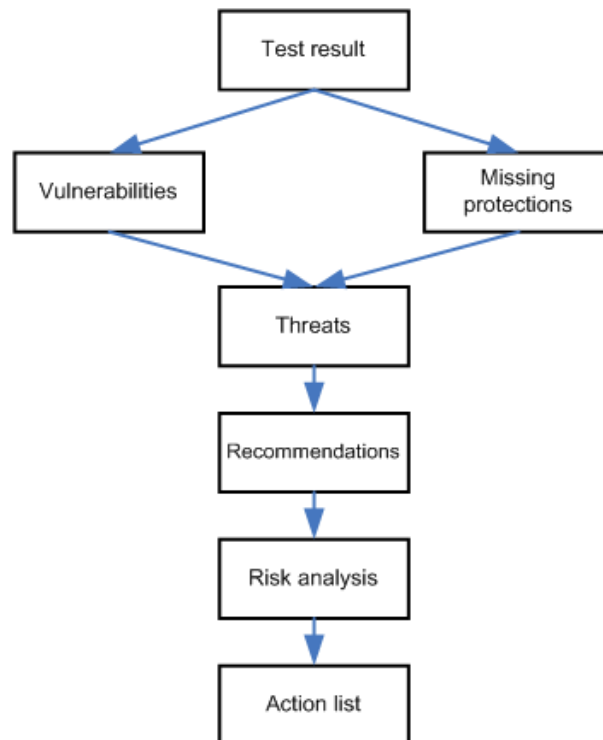 Test result
Vulnerabilities
Missing
protections
Threats
Recommendations
Risk analysis
Action list